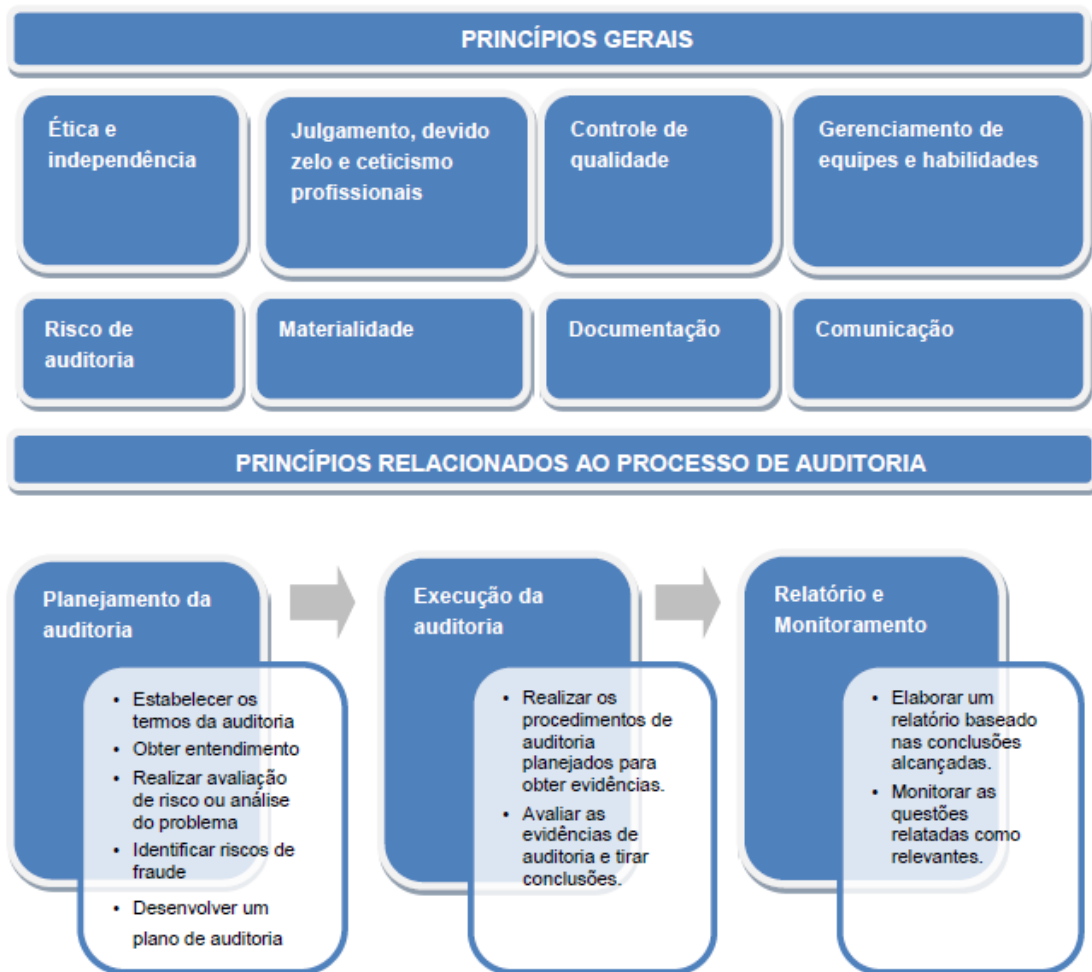 PRINCÍPIOS GERAIS
Ética e
independência
Julgamento, devido
zelo e ceticismo
profissionais
Controle de
qualidade
Gerenciamento de
equipes e habilidades
Risco de
auditoria
Materialidade
Documentação
Comunicação
PRINCÍPIOS RELACIONADOS AO PROCESSO DE AUDITORIA
Planejamento da
auditoria
• Estabelecer os
termos da auditoria
• Obter entendimento
• Realizar avaliação
de risco ou análise
do problema
• Identificar riscos de
fraude
• Desenvolver um
plano de auditoria
Execução da
auditoria
• Realizar os
procedimentos de
auditoria
planejados para
obter evidências.
• Avaliar as
evidências de
auditoria e tirar
conclusões.
Relatório e
Monitoramento
• Elaborar um
relatório baseado
nas conclusões
alcançadas.
• Monitorar as
questões
relatadas como
relevantes.